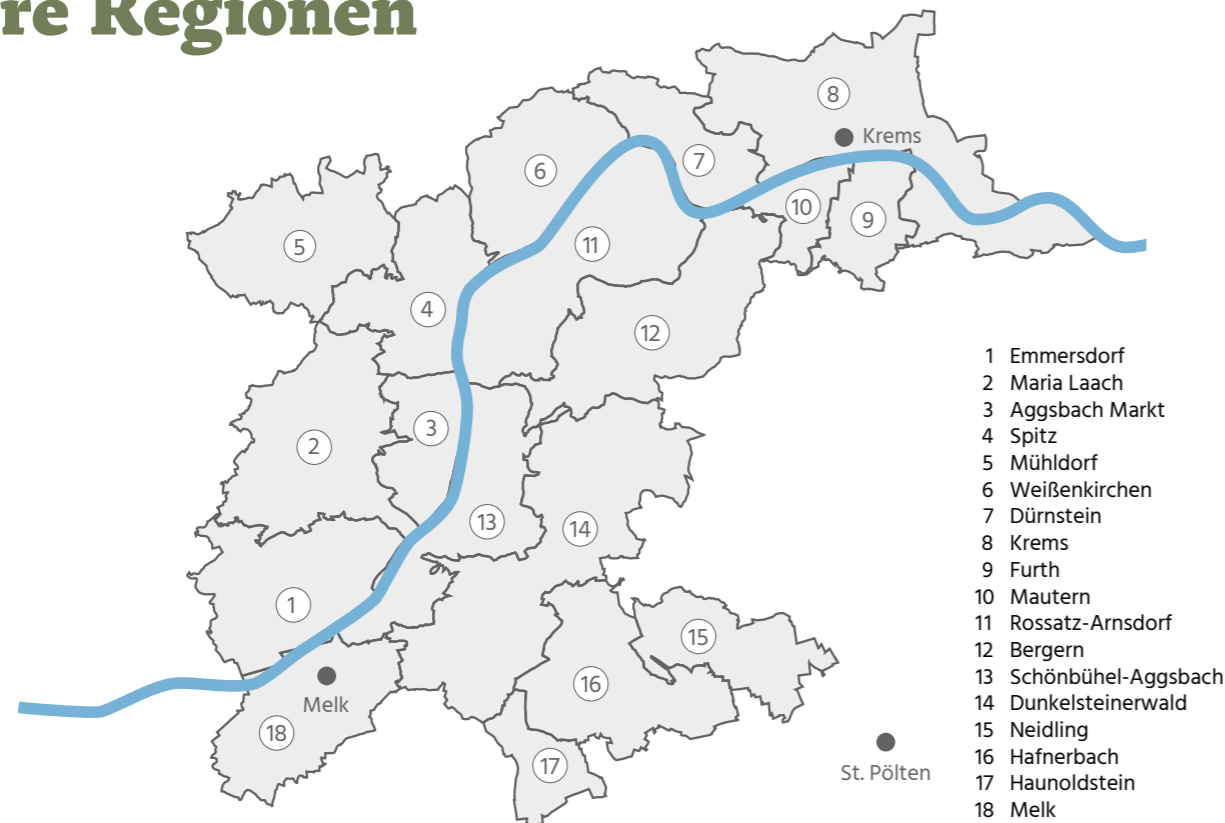 re Regionen
8
Krems
6
7
10
9
5
11
4
12
3
2
13
14
1
15
16
Melk
18
17
St. Pölten
1 Emmersdorf
2 Maria Laach
3 Aggsbach Markt
4 Spitz
5 Mühldorf
6 Weißenkirchen
7 Dürnstein
8 Krems
9 Furth
10 Mautern
11 Rossatz-Arnsdorf
12 Bergern
13 Schönbühel-Aggsbach
14 Dunkelsteinerwald
15 Neidling
16 Hafnerbach
17 Haunoldstein
18 Melk